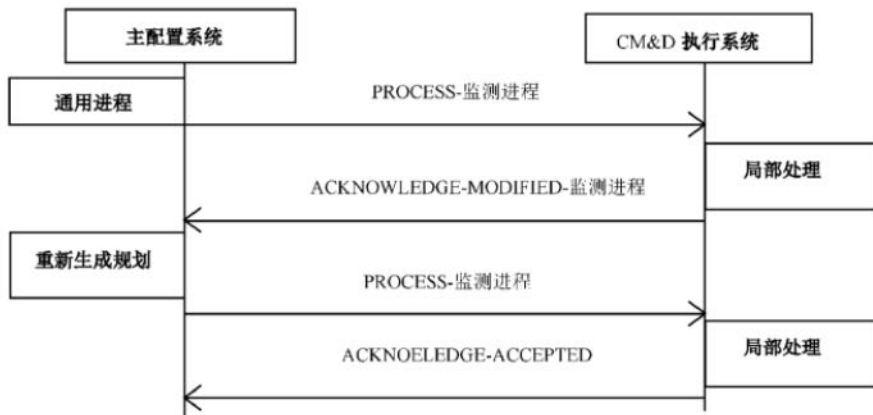 主配置系统
CM&D 执行系统
通用进程
PROCESS-监测进程
局部处理
ACKNOWLEDGE-MODIFIED-监测进程
重新生成规划
PROCESS-监测进程
局部处理
ACKNOELEDGE-ACCEPTED